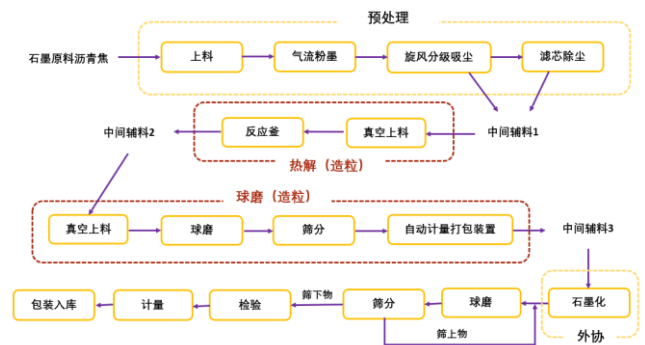 预处理
石墨原料沥青焦
上料
气流粉墨
旋风分级吸尘
滤芯除尘
中间辅料2
反应釜
真空上料
中间辅料1
热解（造粒）
球磨（造粒）
真空上料
球磨
筛分
自动计量打包装置
中间辅料3
包装入库
计量
检验
筛下物
筛分
球磨
石墨化
筛上物
外协